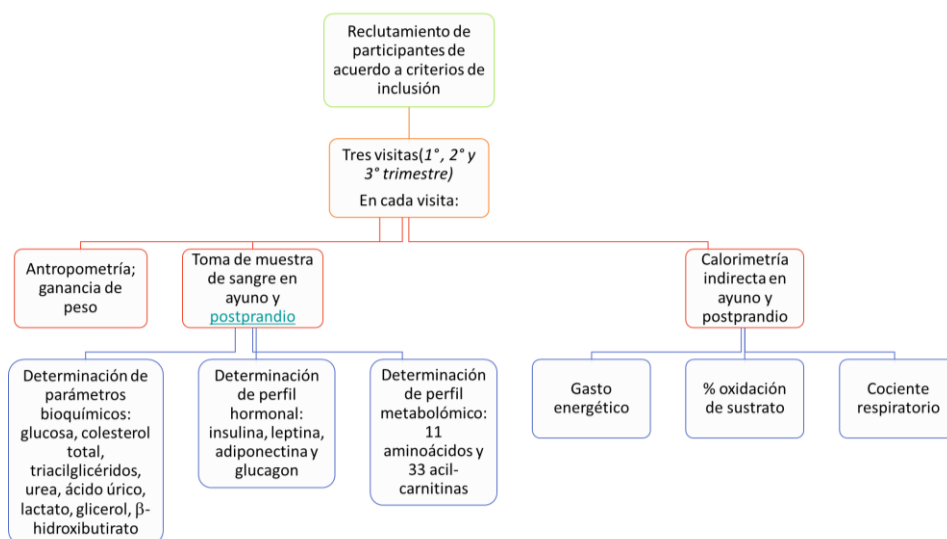 Reclutamiento de
participantes de
acuerdo a criterios de
inclusión
Tres visitas(1°, 2° y
3° trimestre)
En cada visita:
Antropometría;
ganancia de
peso
Toma de muestra
de sangre en
ayuno y
postprandio
Calorimetría
indirecta en
ayuno y
postprandio
Determinación de
parámetros
bioquímicos:
glucosa, colesterol
total,
triacilglicéridos,
urea, ácido úrico,
lactato, glicerol, β-
hidroxibutirato
Determinación
de perfil
hormonal:
insulina, leptina,
adiponectina y
glucagon
Determinación
de perfil
metabolómico:
11
aminoácidos y
33 acil-
carnitinas
Gasto
energético
% oxidación
de sustrato
Cociente
respiratorio